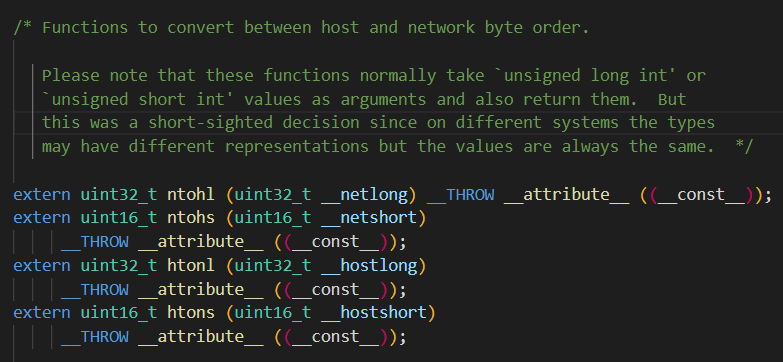 /* Functions to convert between host and network byte order.
Please note that these functions normally take `unsigned long int' or
`unsigned short int' values as arguments and also return them.  But
this was a short-sighted decision since on different systems the types
may have different representations but the values are always the same.  */
extern uint32_t ntohl (uint32_t __netlong) __THROW __attribute__ ((__const__));
extern uint16_t ntohs (uint16_t __netshort)
__THROW __attribute__ ((__const__));
extern uint32_t htonl (uint32_t __hostlong)
__THROW __attribute__ ((__const__));
extern uint16_t htons (uint16_t __hostshort)
__THROW __attribute__ ((__const__));